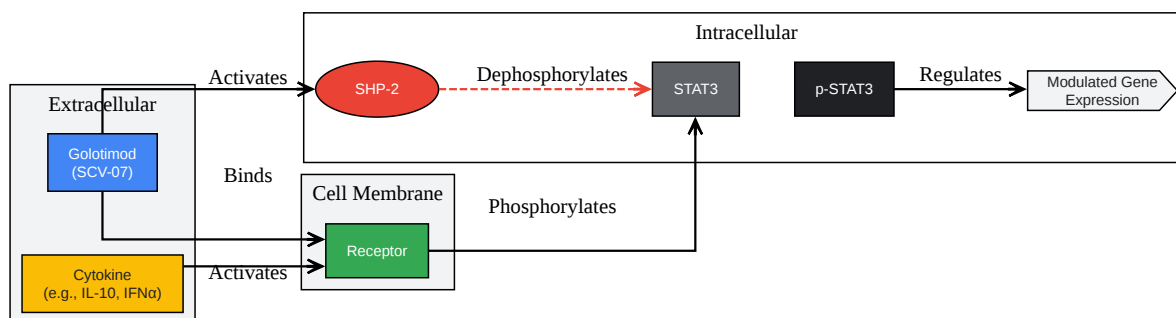 Intracellular
Activates
SHP-2
Dephosphorylates
STAT3
p-STAT3
Regulates
Modulated Gene
Expression
Extracellular
Golotimod
(SCV-07)
Binds
Cell Membrane
Phosphorylates
Receptor
Cytokine
(e.g., IL-10, IFNα)
Activates